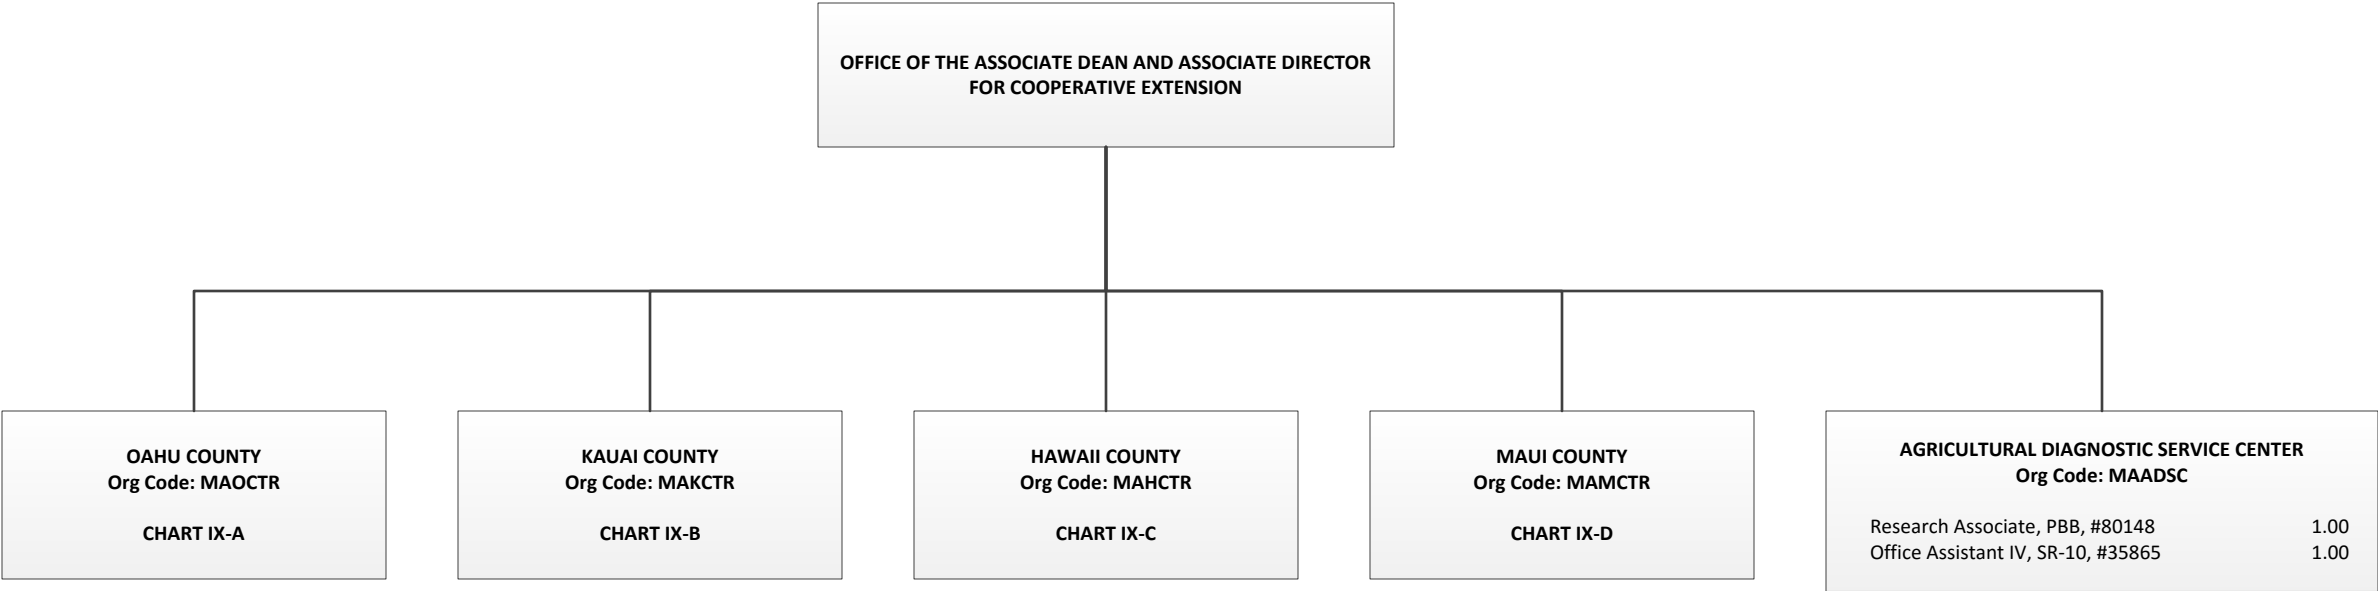 OFFICE OF THE ASSOCIATE DEAN AND ASSOCIATE DIRECTOR
FOR COOPERATIVE EXTENSION
OAHU COUNTY
Org Code: MAOCTR
CHART IX-A
KAUAI COUNTY
Org Code: MAKCTR
CHART IX-B
HAWAII COUNTY
Org Code: MAHCTR
CHART IX-C
MAUI COUNTY
Org Code: MAMCTR
CHART IX-D
AGRICULTURAL DIAGNOSTIC SERVICE CENTER
Org Code: MAADSC
Research Associate, PBB, #80148 1.00
Office Assistant IV, SR-10, #35865 1.00